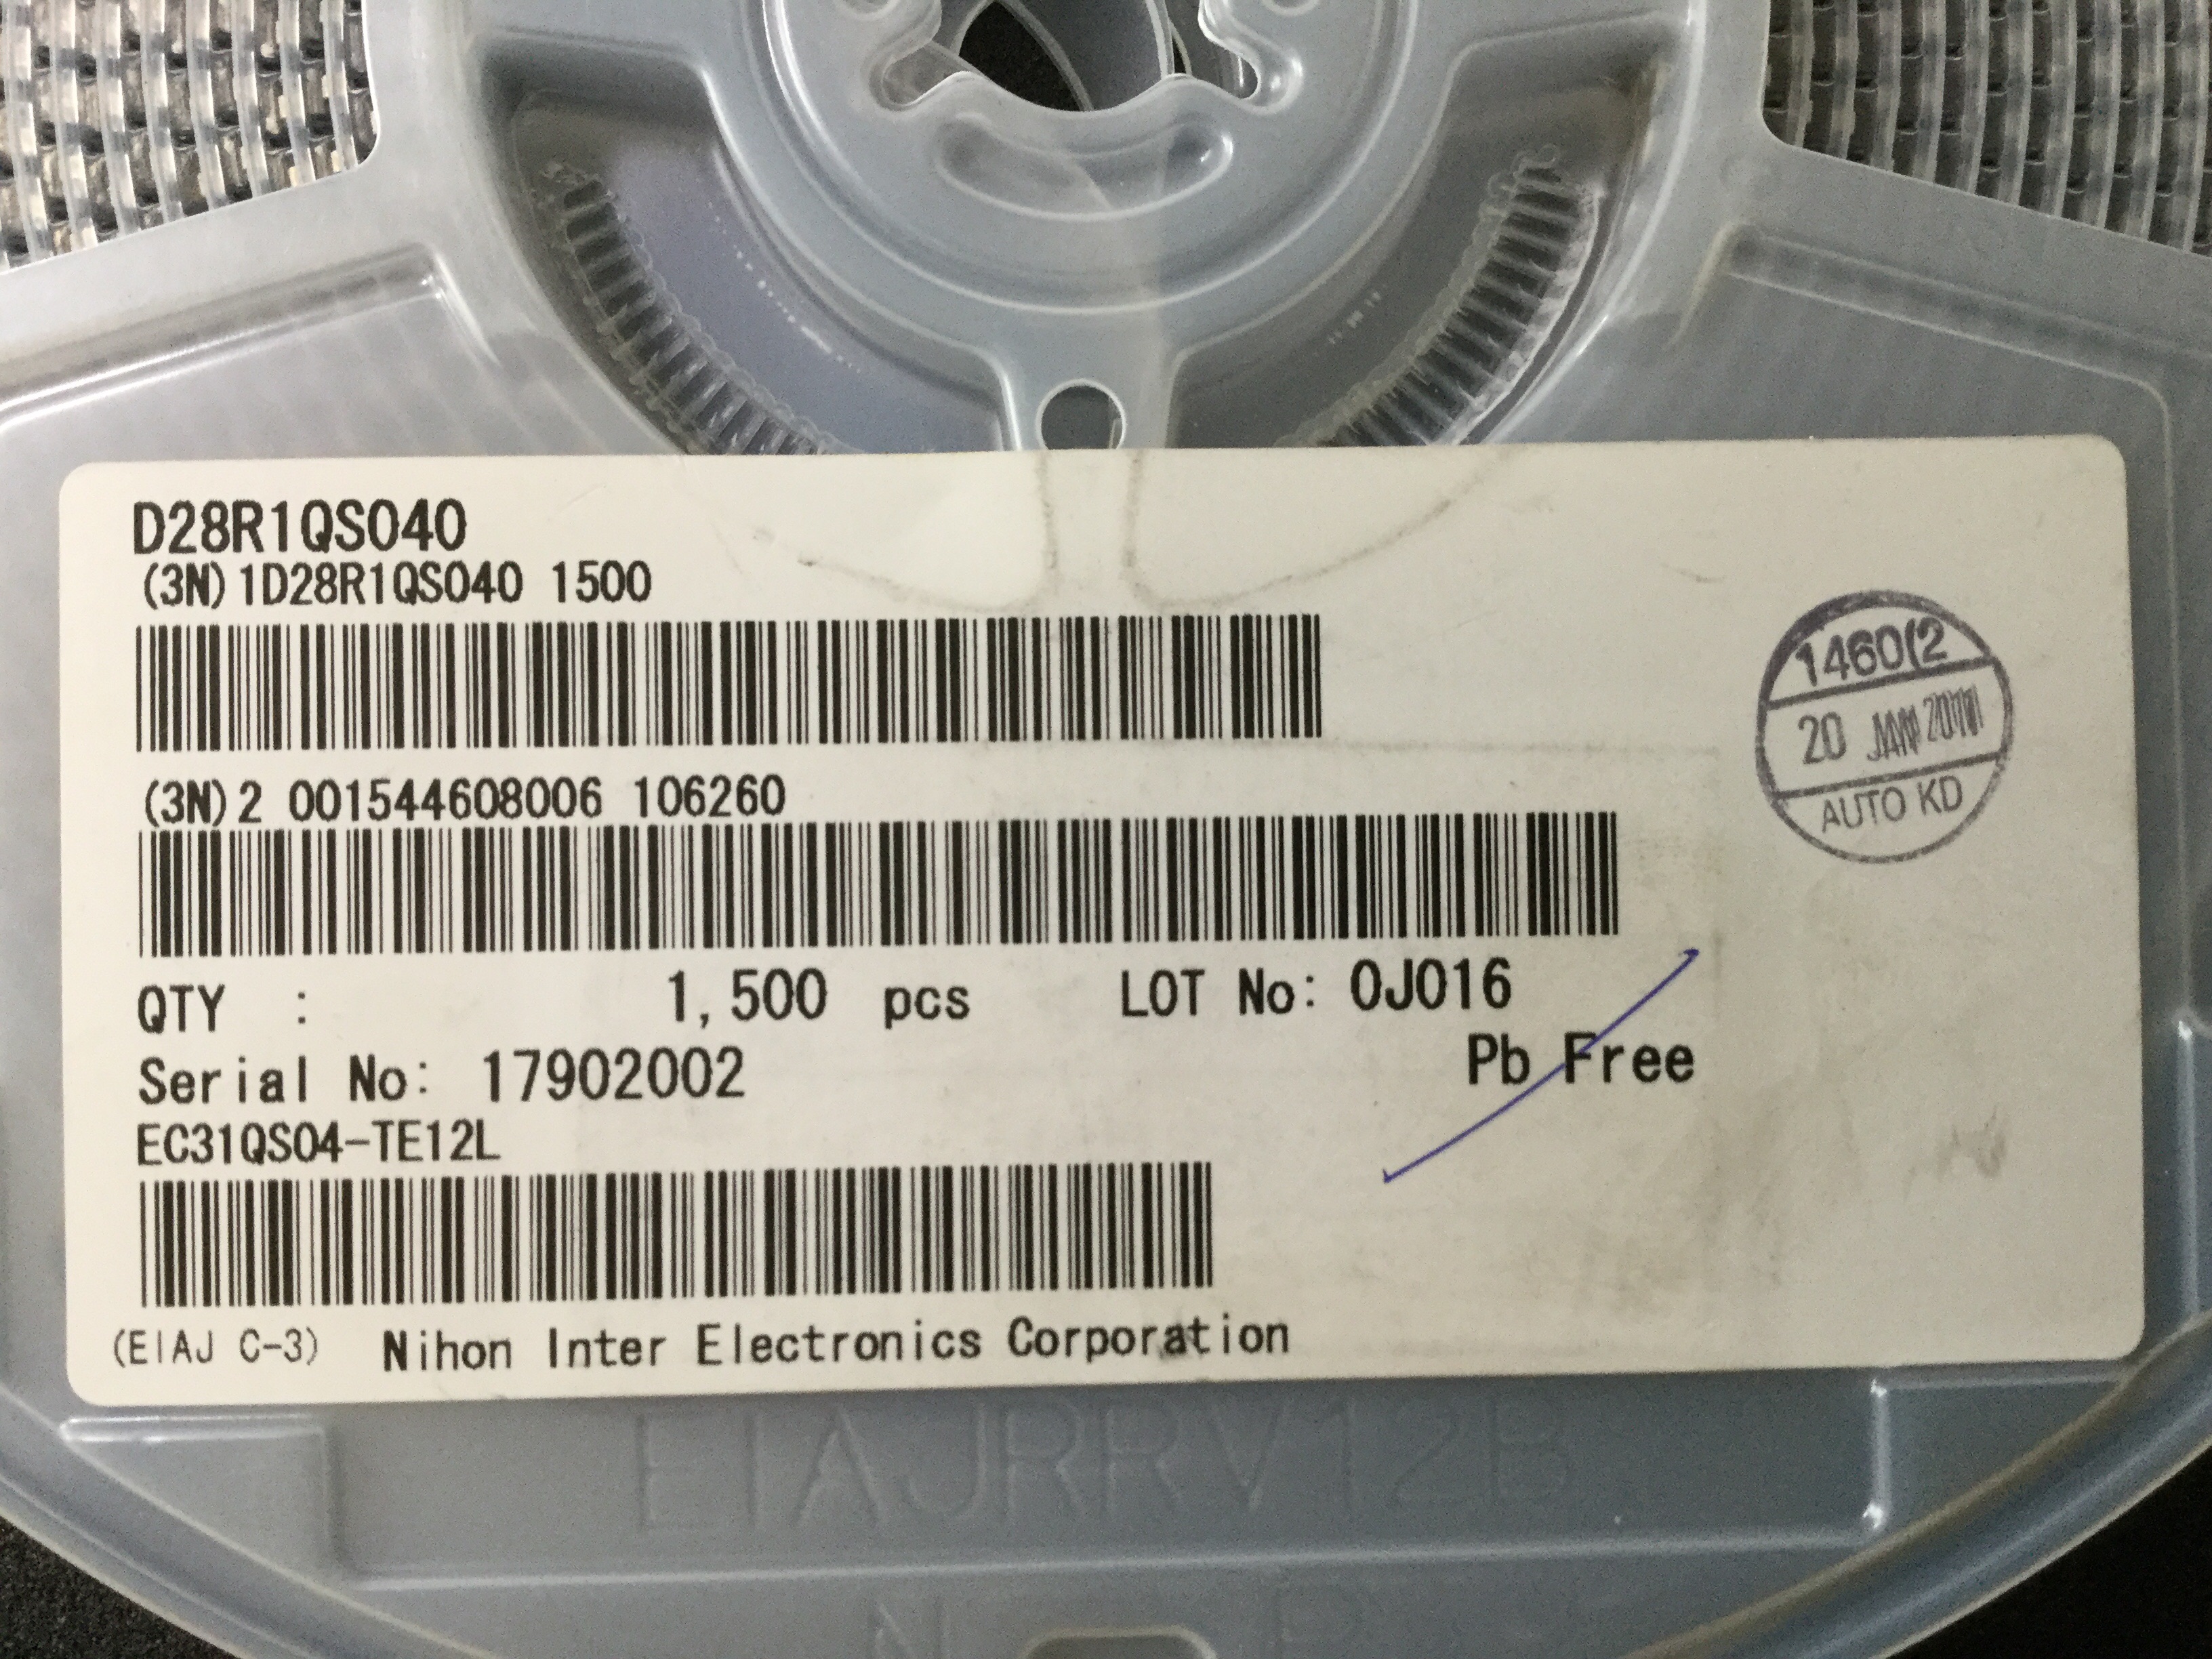 D28R1QS040
(3N)1D28R1QS040 1500
(3N)2 001544608006 106260
QTY : 1,500 pcs LOT No: 0J016
Serial No: 17902002
Pb Free
EC31QS04-TE12L
(EIAJ C-3) Nihon Inter Electronics Corporation
1460(2
20 JAN
AUTO KD
EIAJRRV12B